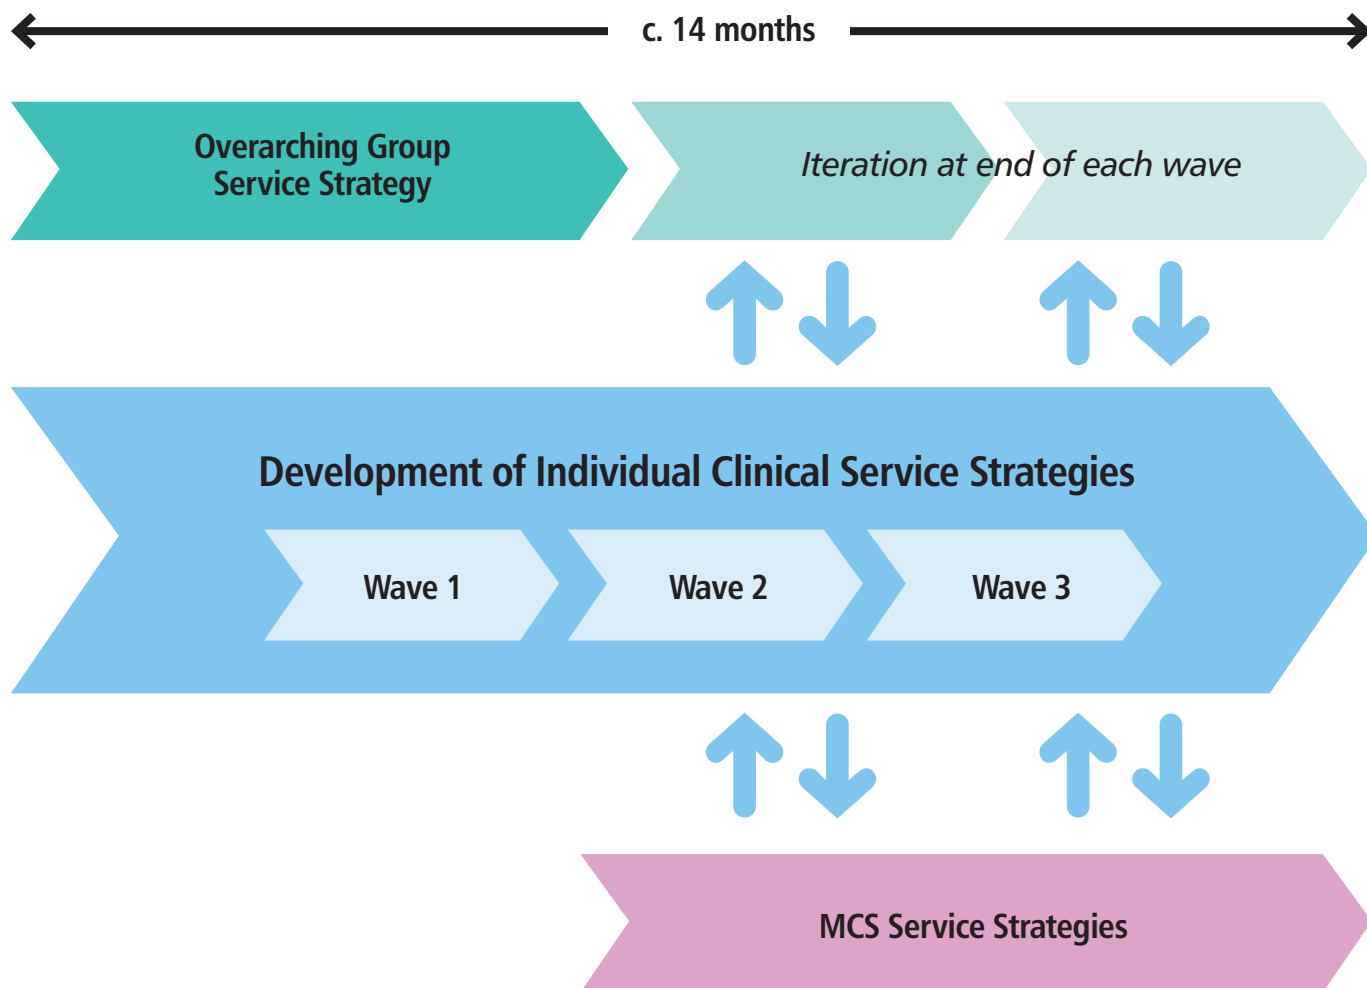 c. 14 months
Overarching Group
Service Strategy
Iteration at end of each wave
Development of Individual Clinical Service Strategies
Wave 1
Wave 2
Wave 3
MCS Service Strategies